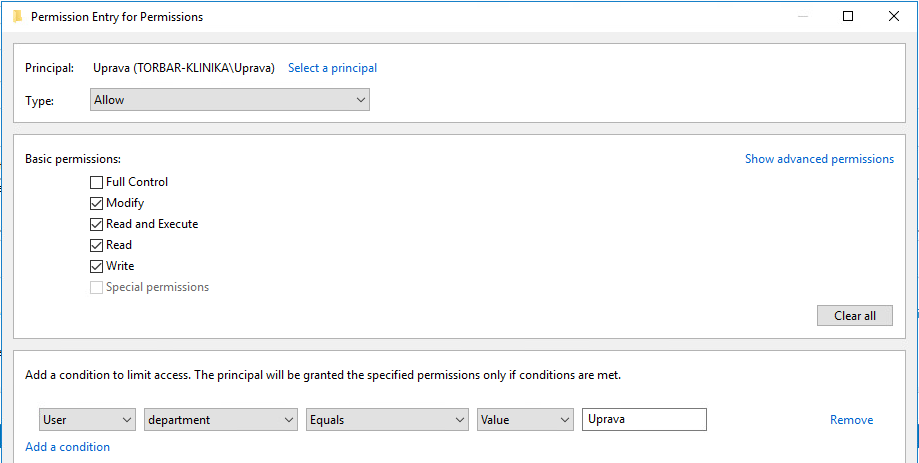 Permission Entry for Permissions
Principal: Uprava (TORBAR-KLINIKA\Uprava) Select a principal
Type: Allow
Basic permissions: Show advanced permissions
Full Control
Modify
Read and Execute
Read
Write
Special permissions
Clear all
Add a condition to limit access. The principal will be granted the specified permissions only if conditions are met.
User department Equals Value Uprava Remove
Add a condition